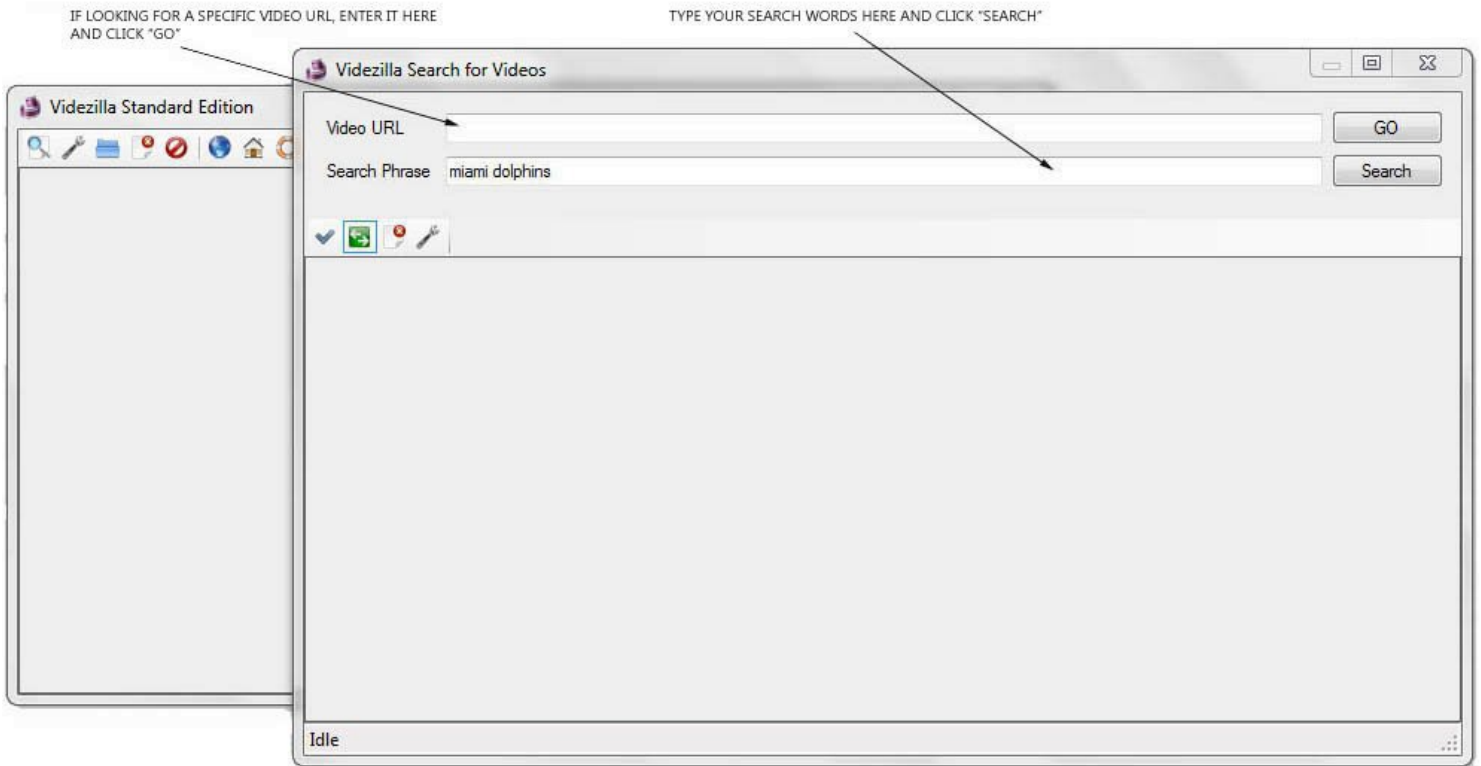 IF LOOKING FOR A SPECIFIC VIDEO URL, ENTER IT HERE
AND CLICK "GO"
TYPE YOUR SEARCH WORDS HERE AND CLICK "SEARCH"
Videzilla Search for Videos
Videzilla Standard Edition
Video URL
GO
Search Phrase
miami dolphins
Search
Idle